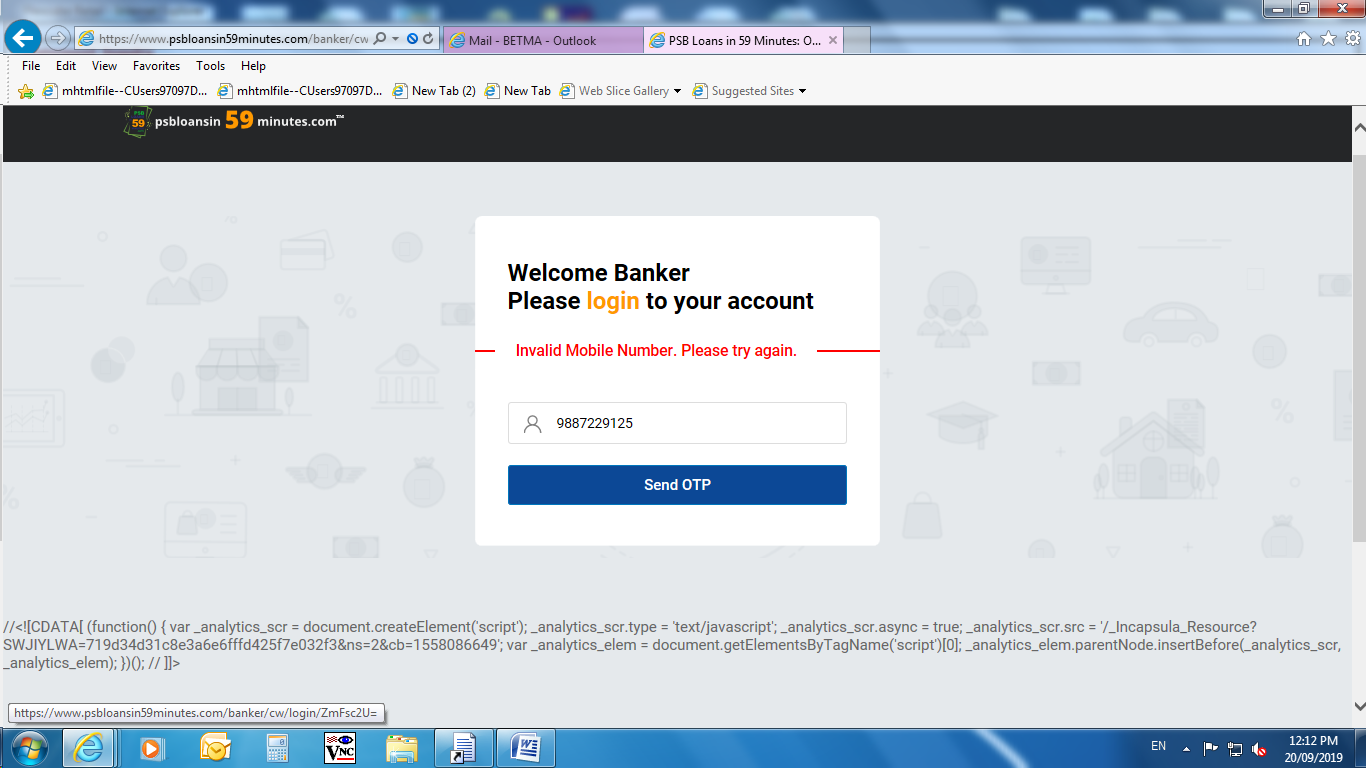 https://www.psbloansin59minutes.com/banker/cw
Mail - BETMA - Outlook
PSB Loans in 59 Minutes: O...
File Edit View Favorites Tools Help
mhtmlfile--CUsers97097D...
mhtmlfile--CUsers97097D...
New Tab (2)
New Tab
Web Slice Gallery
Suggested Sites
PSB
59
psbloansin 59 minutes.com™
Welcome Banker
Please login to your account
Invalid Mobile Number. Please try again.
9887229125
Send OTP
//<![CDATA[ (function() { var _analytics_scr = document.createElement('script'); _analytics_scr.type = 'text/javascript'; _analytics_scr.async = true; _analytics_scr.src = '/_Incapsula_Resource?
SWJIYLWA=719d34d31c8e3a6e6fffd425f7e032f3&ns=2&cb=1558086649'; var _analytics_elem = document.getElementsByTagName('script')[0]; _analytics_elem.parentNode.insertBefore(_analytics_scr,
_analytics_elem); })(); // ]]>
https://www.psbloansin59minutes.com/banker/cw/login/ZmFsc2U=
VNC
EN
12:12 PM
20/09/2019